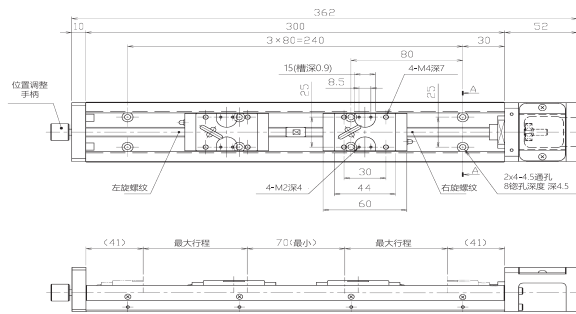 362
10
300
52
3×80=240
30
80
15(槽深0.9)
4-M4深7
8.5
A
位置调整
手柄
25
25
左旋螺纹
4-M2深4
30
44
60
右旋螺纹
A
2x4-4.5通孔
8锪孔深度 深4.5
(41)
最大行程
70(最小)
最大行程
(41)